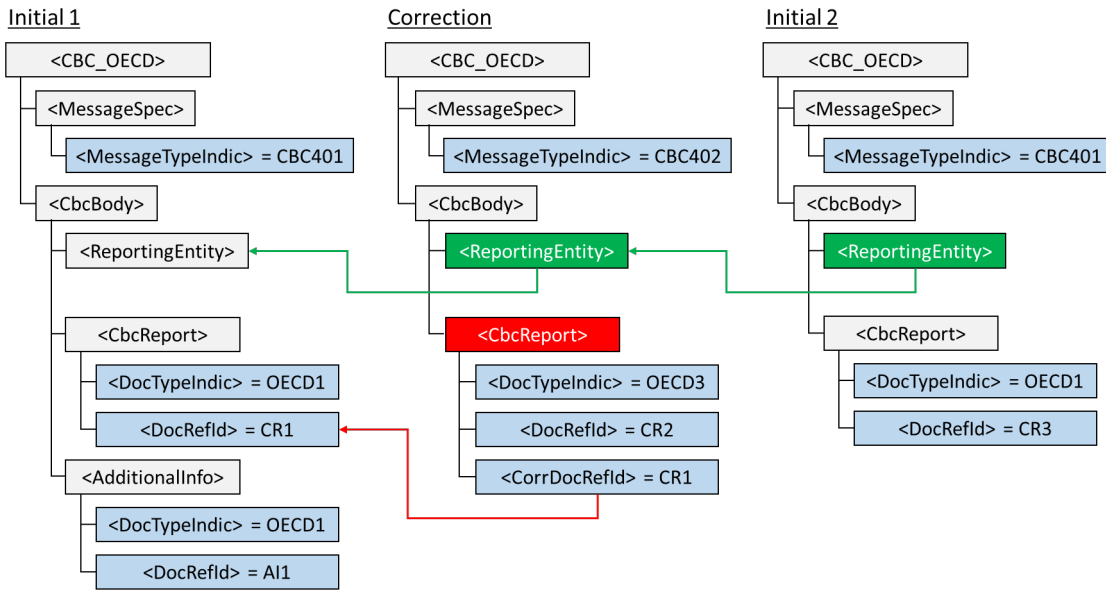 Initial 1
<CBC_OECD>
<MessageSpec>
<MessageTypeIndic> = CBC401
<CbcBody>
<ReportingEntity>
<CbcReport>
<DocTypeIndic> = OECD1
<DocRefId> = CR1
<AdditionalInfo>
<DocTypeIndic> = OECD1
<DocRefId> = AI1
Correction
<CBC_OECD>
<MessageSpec>
<MessageTypeIndic> = CBC402
<CbcBody>
<ReportingEntity>
<CbcReport>
<DocTypeIndic> = OECD3
<DocRefId> = CR2
<CorrDocRefId> = CR1
Initial 2
<CBC_OECD>
<MessageSpec>
<MessageTypeIndic> = CBC401
<CbcBody>
<ReportingEntity>
<CbcReport>
<DocTypeIndic> = OECD1
<DocRefId> = CR3